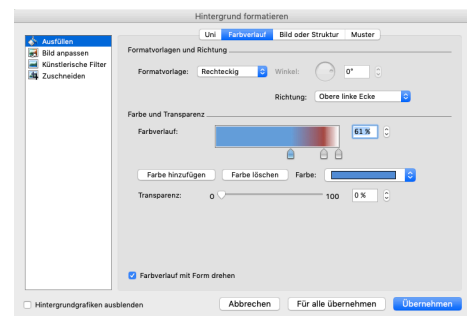 Hintergrund formatieren
Ausfüllen
Bild anpassen
Künstlerische Filter
Zuschneiden
Uni Farbverlauf Bild oder Struktur Muster
Formatvorlagen und Richtung
Formatvorlage: Rechteckig Winkel: 0°
Richtung: Obere linke Ecke
Farbe und Transparenz
Farbverlauf: 61 %
Farbe hinzufügen Farbe löschen Farbe:
Transparenz: 0 100 0 %
Farbverlauf mit Form drehen
Hintergrundgrafiken ausblenden Abbrechen Für alle übernehmen Übernehmen